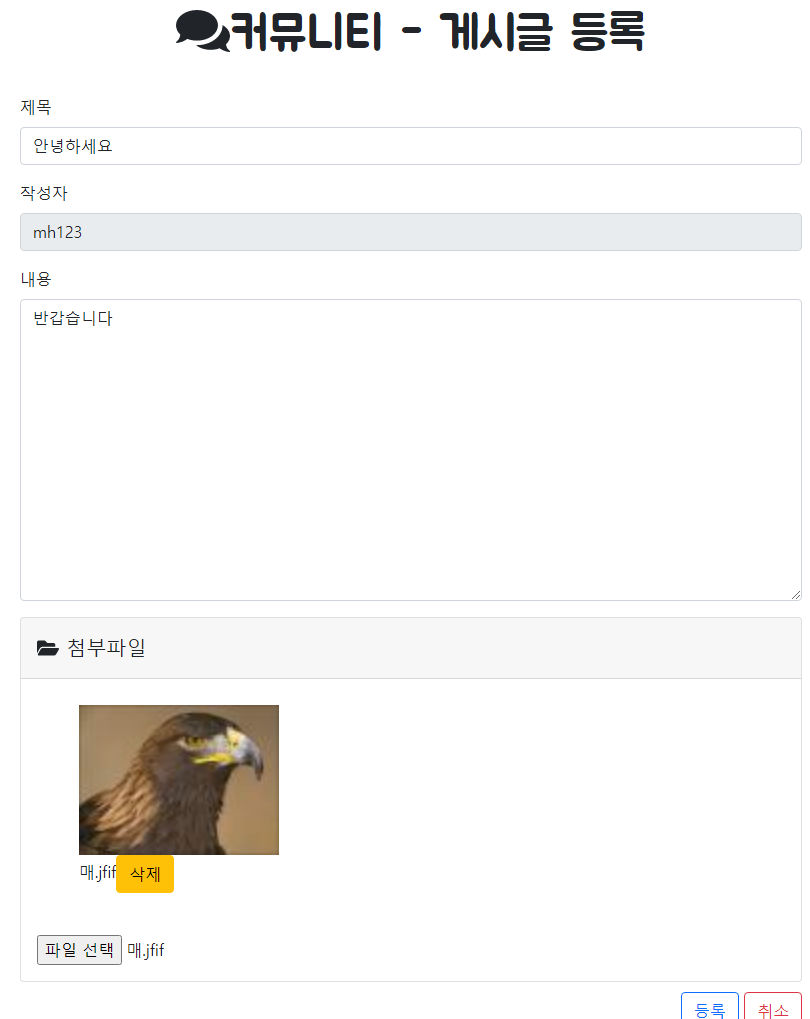 커뮤니티 - 게시글 등록
제목
안녕하세요
작성자
mh123
내용
반갑습니다
첨부파일
매.jfif 삭제
파일 선택 매.jfif
등록 취소